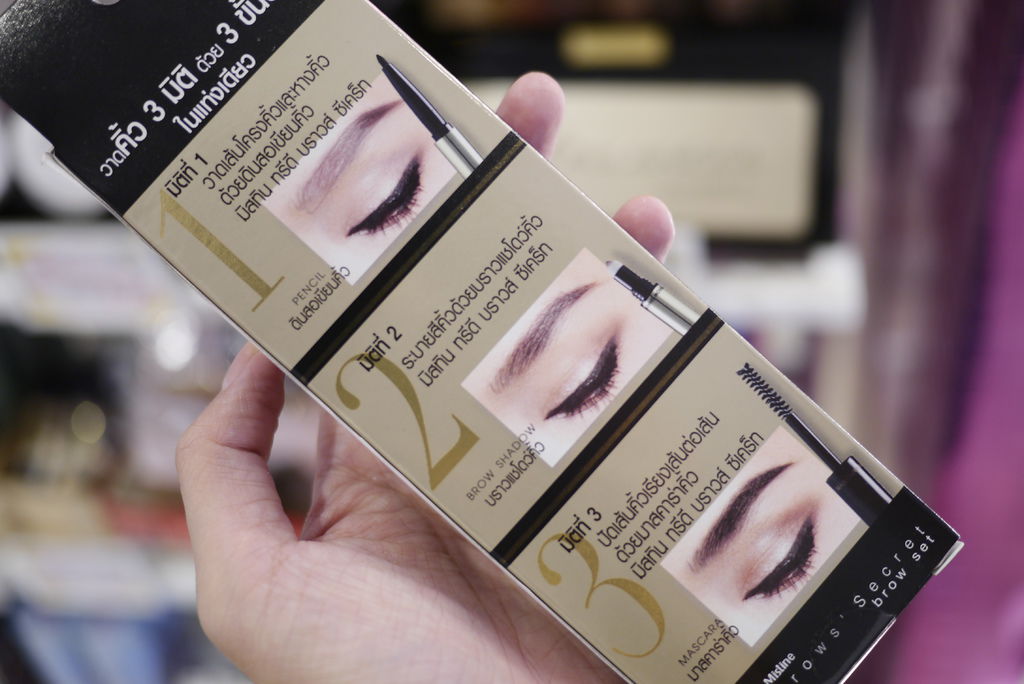 วาดคิ้ว 3 มิติ ด้วย 3 ขั้น
ในแท่งเดียว
1
มิติที่ 1
วาดเส้นโครงคิ้วและหางคิ้ว
ด้วยดินสอเขียนคิ้ว
มิสทิน ทรีดี บราวส์ ซีเคร็ท
PENCIL
ดินสอเขียนคิ้ว
2
มิติที่ 2
ระบายสีคิ้วด้วยบราวแชโดว์คิ้ว
มิสทิน ทรีดี บราวส์ ซีเคร็ท
BROW SHADOW
บราวแชโดว์คิ้ว
3
มิติที่ 3
ปัดเส้นคิ้วเรียงเส้นต่อเส้น
ด้วยมาสคาร่าคิ้ว
มิสทิน ทรีดี บราวส์ ซีเคร็ท
MASCARA
มาสคาร่าคิ้ว
Mistine
rows' Secret
brow set